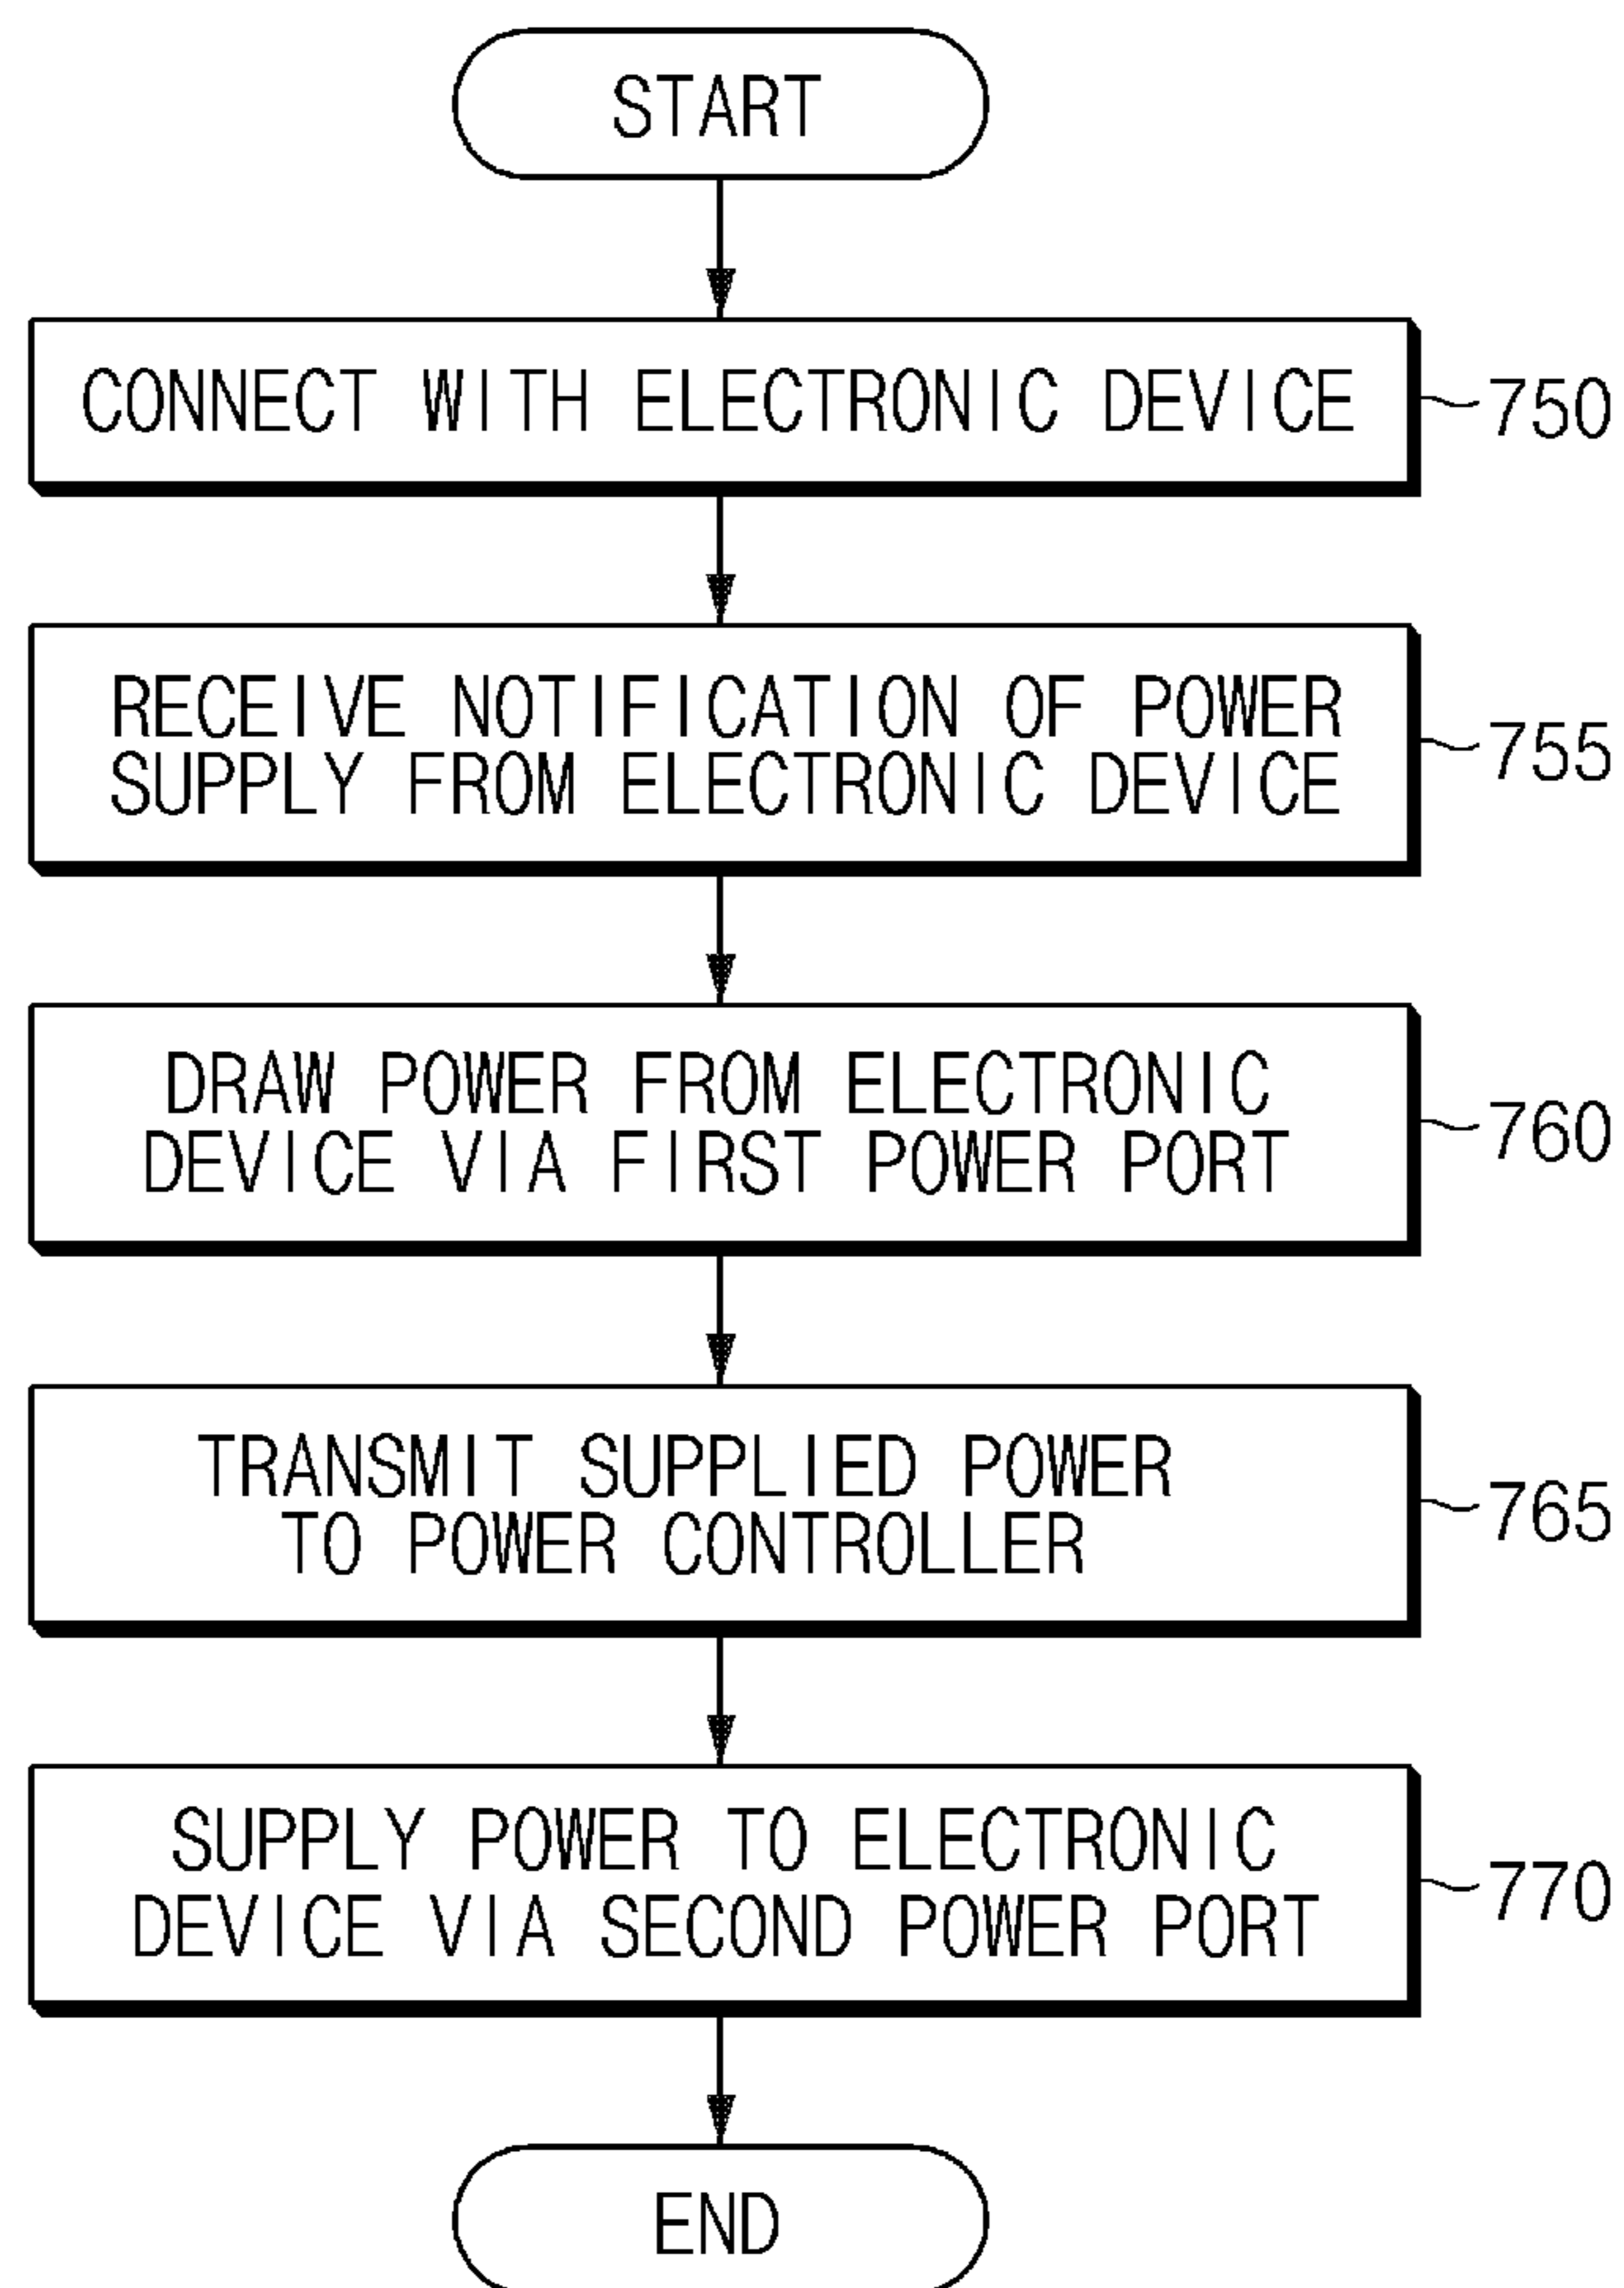 START
CONNECT WITH ELECTRONIC DEVICE
750
RECEIVE NOTIFICATION OF POWER
SUPPLY FROM ELECTRONIC DEVICE
755
DRAW POWER FROM ELECTRONIC
DEVICE VIA FIRST POWER PORT
760
TRANSMIT SUPPLIED POWER
TO POWER CONTROLLER
765
SUPPLY POWER TO ELECTRONIC
DEVICE VIA SECOND POWER PORT
770
END